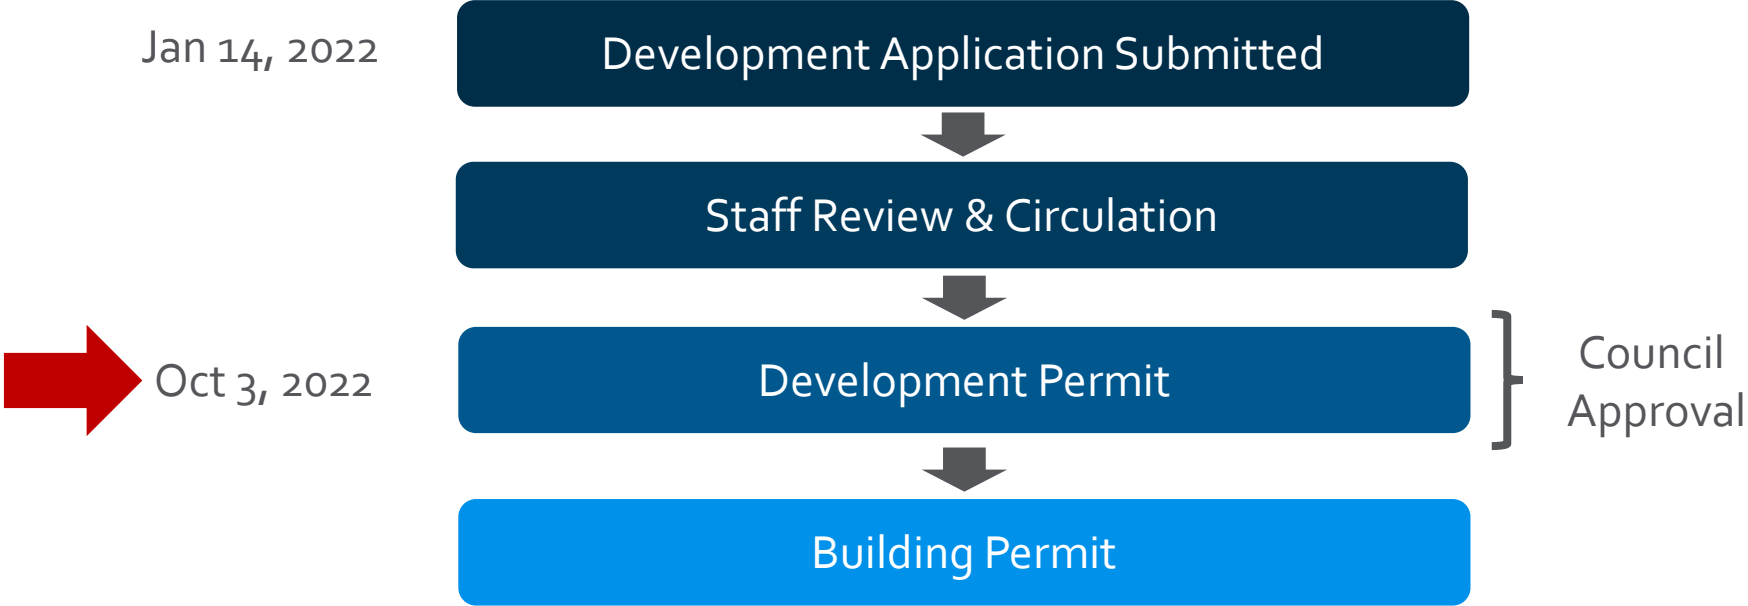 Jan 14, 2022
Development Application Submitted
Staff Review & Circulation
Oct 3, 2022
Development Permit
Council
Approval
Building Permit